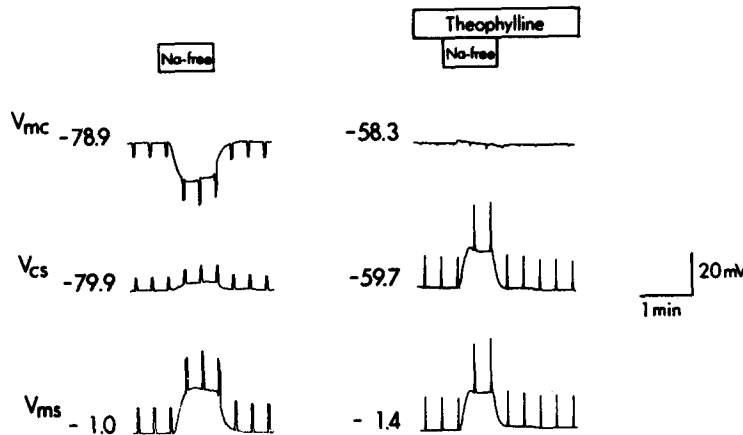 Theophylline
Na-free
Na-free
Vmc -78.9
-58.3
Vcs -79.9
-59.7
20 mV
1 min
Vms - 1.0
- 1.4